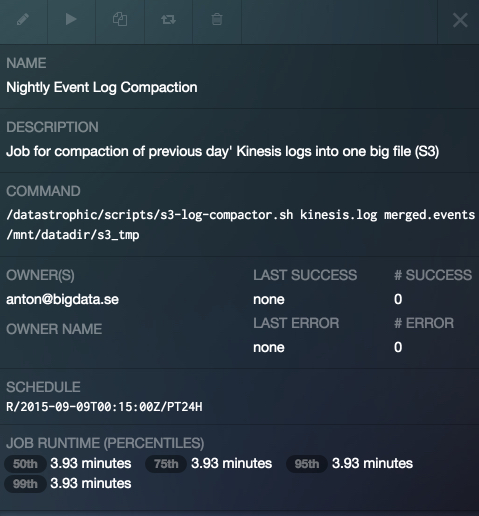 NAME
Nightly Event Log Compaction
DESCRIPTION
Job for compaction of previous day' Kinesis logs into one big file (S3)
COMMAND
/datastrophic/scripts/s3-log-compactor.sh kinesis.log merged.events
/mnt/datadir/s3_tmp
OWNER(S) LAST SUCCESS # SUCCESS
anton@bigdata.se none 0
OWNER NAME LAST ERROR # ERROR
none 0
SCHEDULE
R/2015-09-09T00:15:00Z/PT24H
JOB RUNTIME (PERCENTILES)
50th 3.93 minutes 75th 3.93 minutes 95th 3.93 minutes
99th 3.93 minutes